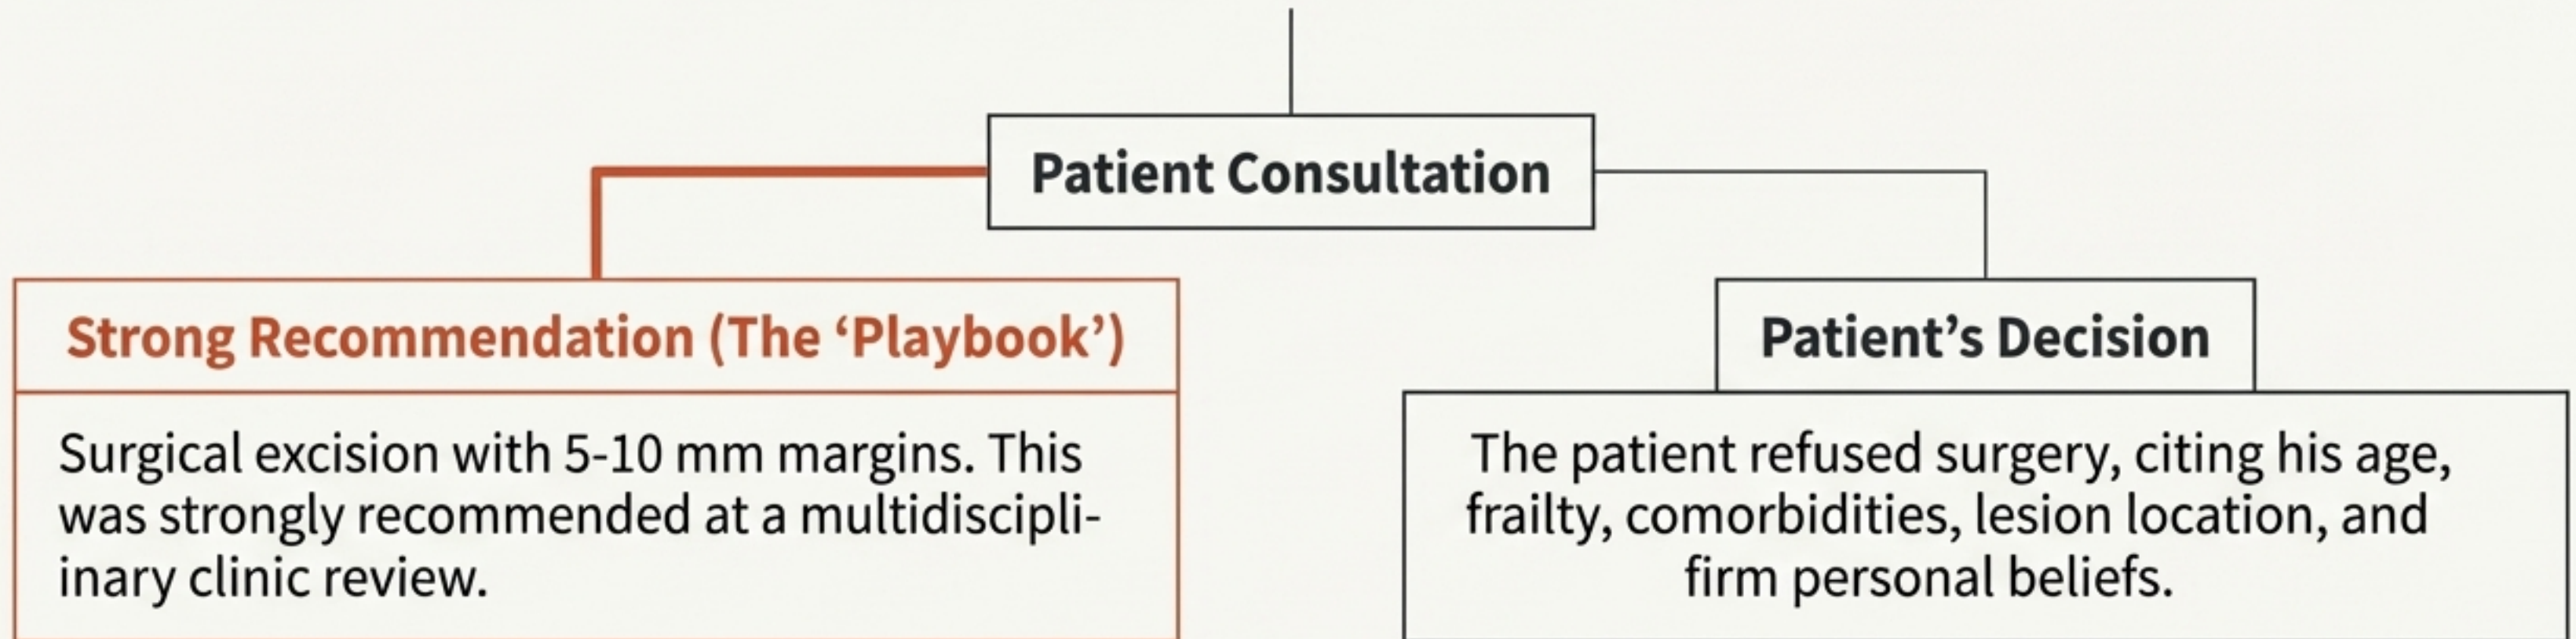 Patient Consultation
Strong Recommendation (The ‘Playbook’)
Surgical excision with 5-10 mm margins. This
was strongly recommended at a multidiscipli-
inary clinic review.
Patient’s Decision
The patient refused surgery, citing his age,
frailty, comorbidities, lesion location, and
firm personal beliefs.